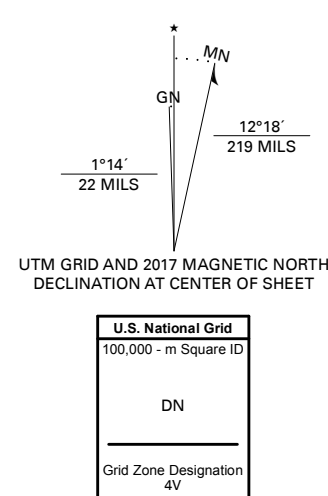 ★
MN
GN
12°18´
219 MILS
1°14´
22 MILS
UTM GRID AND 2017 MAGNETIC NORTH
DECLINATION AT CENTER OF SHEET
U.S. National Grid
100,000 - m Square ID
DN
Grid Zone Designation
4V